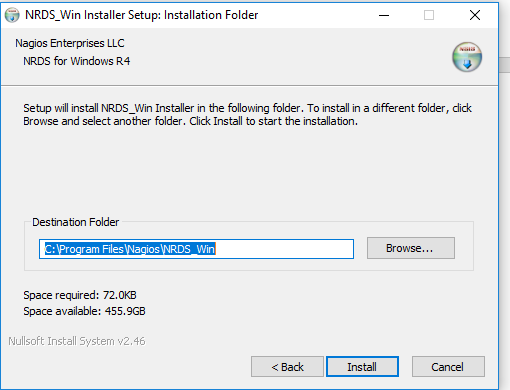 NRDS_Win Installer Setup: Installation Folder
Nagios Enterprises LLC
NRDS for Windows R4
Nagios
Setup will install NRDS_Win Installer in the following folder. To install in a different folder, click
Browse and select another folder. Click Install to start the installation.
Destination Folder
C:\Program Files\Nagios\NRDS_Win
Browse...
Space required: 72.0KB
Space available: 455.9GB
Nullsoft Install System v2.46
< Back
Install
Cancel